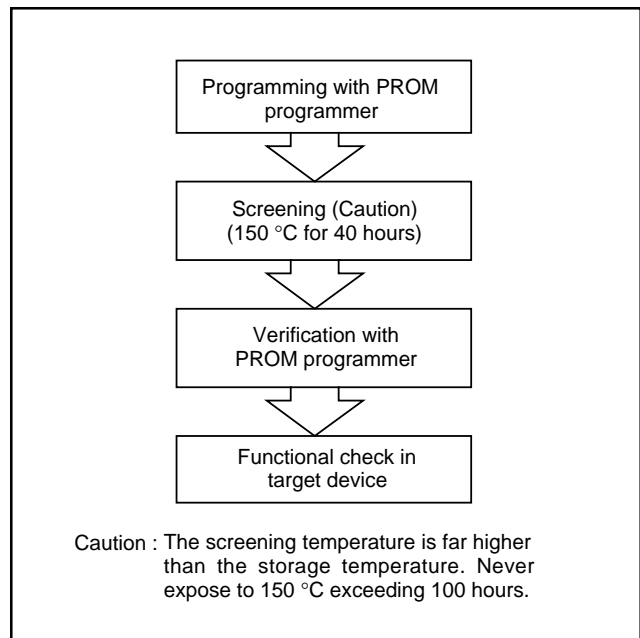 Programming with PROM
programmer
Screening (Caution)
(150 °C for 40 hours)
Verification with
PROM programmer
Functional check in
target device
Caution : The screening temperature is far higher
than the storage temperature. Never
expose to 150 °C exceeding 100 hours.